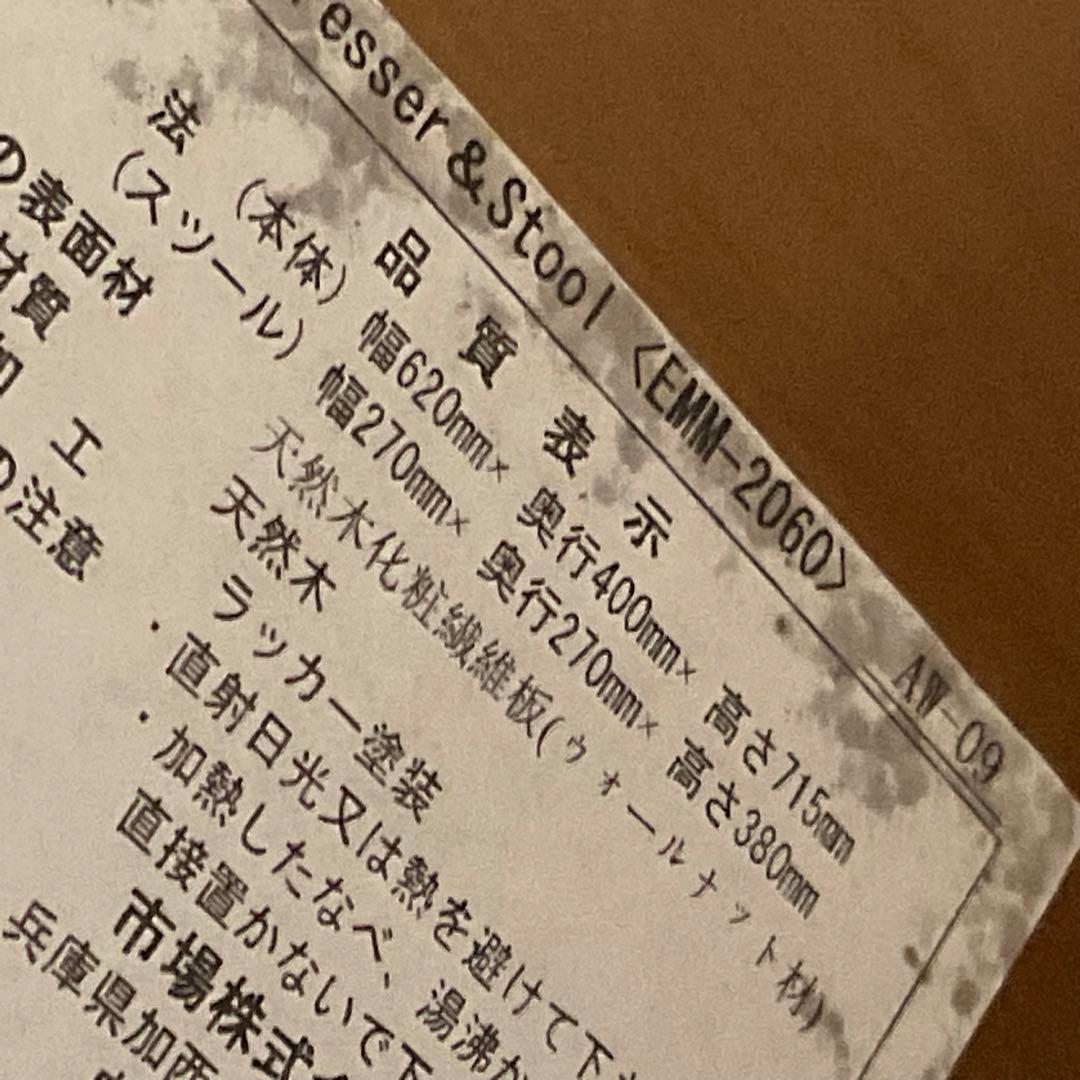 esser&Stool 〈EMM-2060〉 AW-09
品質表示
法 (本体) 幅620mm× 奥行400mm× 高さ715mm
(スツール) 幅270mm× 奥行270mm× 高さ380mm
の表面材 天然木化粧繊維板(ウォールナット材)
材質 天然木
加工 ラッカー塗装
の注意 ・直射日光又は熱を避けて下
・加熱したなべ、湯沸か
直接置かないで下
市場株式
兵庫県加西